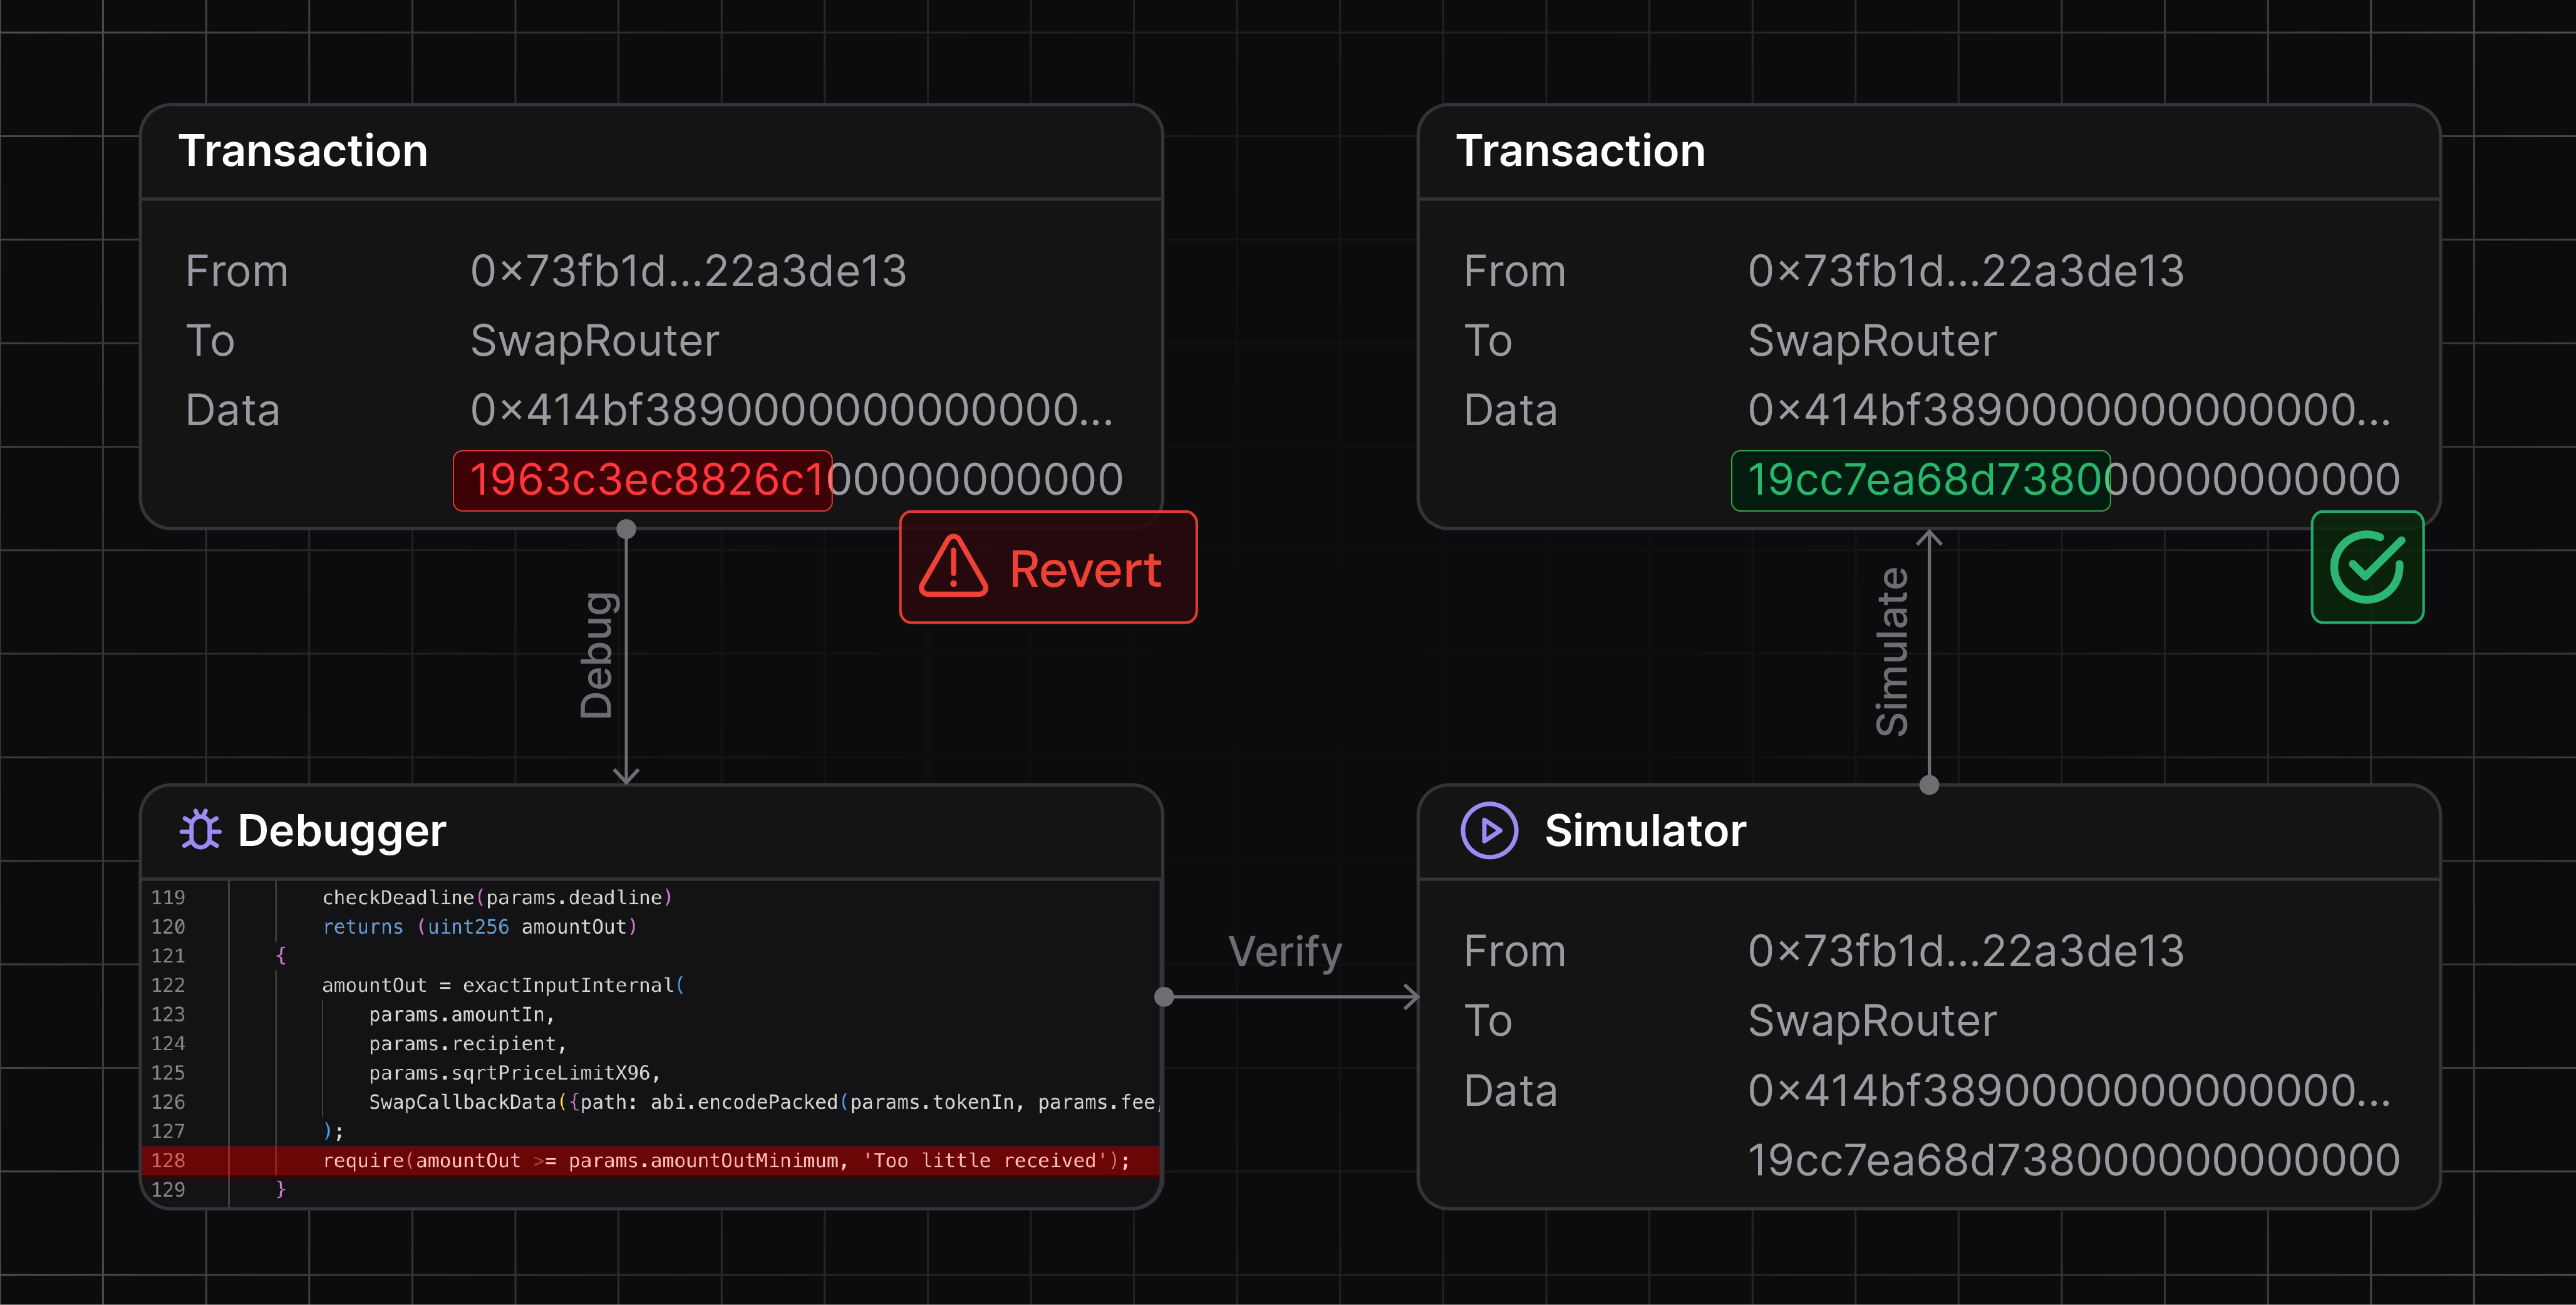 Transaction
From 0×73fb1d...22a3de13
To SwapRouter
Data 0×414bf3890000000000000...
1963c3ec8826c100000000000
Revert
Debug
Debugger
119 checkDeadline(params.deadline)
120 returns (uint256 amountOut)
121 {
122 amountOut = exactInputInternal(
123 params.amountIn,
124 params.recipient,
125 params.sqrtPriceLimitX96,
126 SwapCallbackData({path: abi.encodePacked(params.tokenIn, params.fee,
127 );
128 require(amountOut >= params.amountOutMinimum, 'Too little received');
129 }
Verify
Transaction
From 0×73fb1d...22a3de13
To SwapRouter
Data 0×414bf3890000000000000...
19cc7ea68d738000000000000
Simulate
Simulator
From 0×73fb1d...22a3de13
To SwapRouter
Data 0×414bf3890000000000000...
19cc7ea68d738000000000000